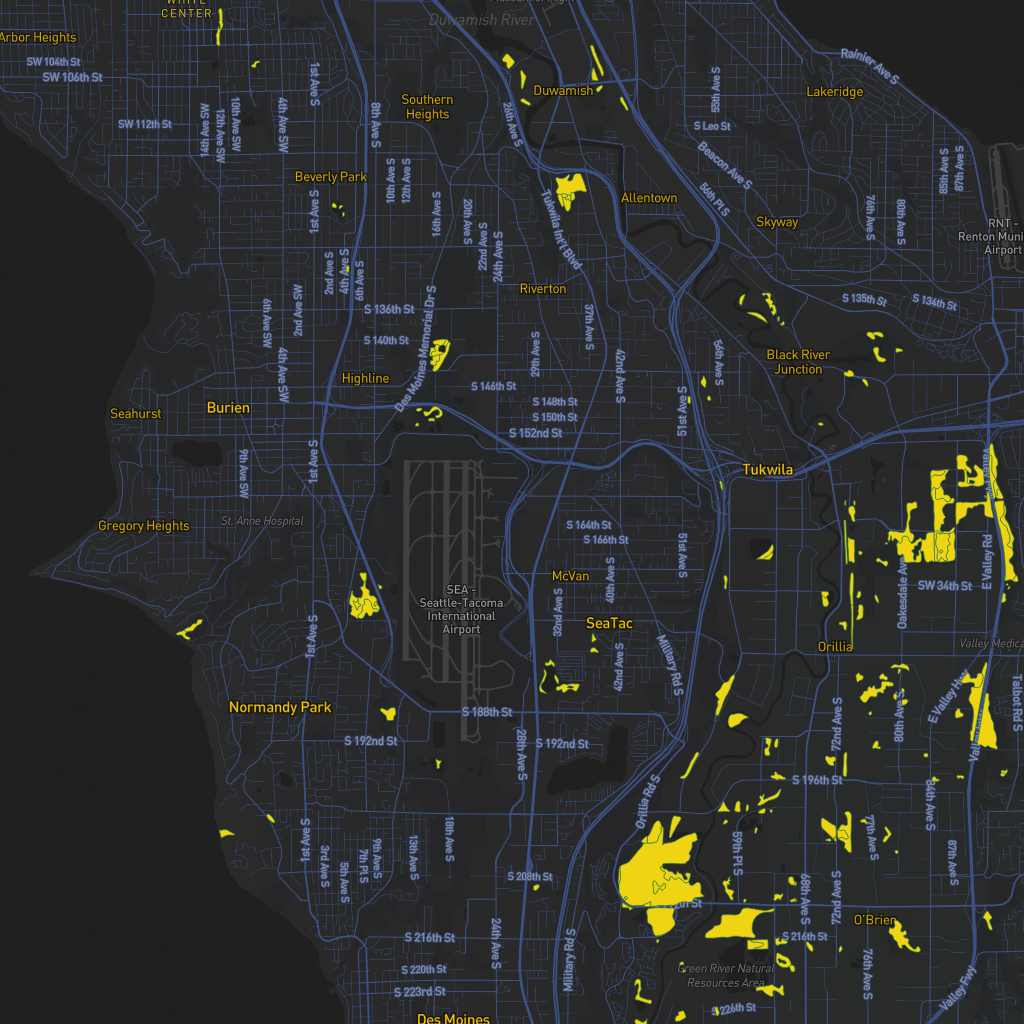 WHITE
CENTER
Duwamish River
Arbor Heights
SW 104th St
SW 106th St
1st Ave S
8th Ave S
Southern
Heights
26th Ave S
Duwamish
55th Ave S
Rainier Ave S
Lakeridge
SW 112th St
14th Ave SW
12th Ave SW
10th Ave SW
4th Ave SW
S Leo St
Beacon Ave S
85th Ave S
87th Ave S
Beverly Park
1st Ave S
10th Ave S
12th Ave S
16th Ave S
20th Ave S
22nd Ave S
24th Ave S
Tukwila Int'l Blvd
Allentown
56th Pl S
Skyway
76th Ave S
80th Ave S
RNT -
Renton Muni
Airport
2nd Ave S
4th Ave S
6th Ave S
Riverton
6th Ave SW
2nd Ave SW
S 136th St
S 135th St
S 134th St
Des Moines Memorial Dr S
37th Ave S
S 140th St
29th Ave S
42nd Ave S
56th Ave S
Black River
Junction
4th Ave SW
Highline
S 146th St
51st Ave S
S 148th St
S 150th St
S 152nd St
Seahurst
Burien
1st Ave S
9th Ave SW
Tukwila
Gregory Heights
St. Anne Hospital
S 164th St
S 166th St
51st Ave S
E Valley Rd
McVan
40th Ave S
SW 34th St
Oakesdale Ave
SEA -
Seattle-Tacoma
International
Airport
32nd Ave S
SeaTac
1st Ave S
Military Rd S
42nd Ave S
Orillia
Valley Medica
Talbot Rd S
Normandy Park
S 188th St
E Valley Hwy
72nd Ave S
80th Ave S
S 192nd St
28th Ave S
S 192nd St
S 196th St
Orillia Rd S
84th Ave S
1st Ave S
3rd Ave S
5th Ave S
7th Pl S
9th Ave S
13th Ave S
18th Ave S
59th Pl S
77th Ave S
87th Ave S
S 208th St
68th Ave S
72nd Ave S
O'Brien
24th Ave S
Military Rd S
S 216th St
S 216th St
76th Ave S
S 220th St
S 223rd St
Green River Natural
Resources Area
Valley Fwy
S 226th St
Des Moines